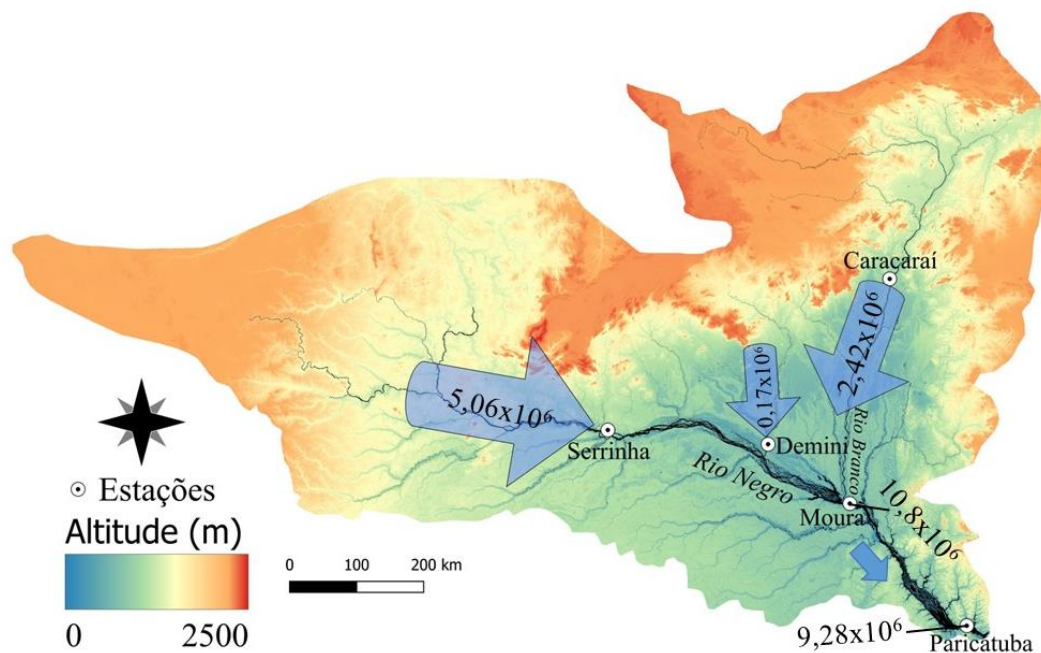 Caracaraí
2,42x10⁶
0,17x10⁶
5,06x10⁶
Serrinha
Demini
Rio Negro
Rio Branco
Moura
10,8x10⁶
Estações
Altitude (m)
0 2500
0 100 200 km
9,28x10⁶
Paricatuba